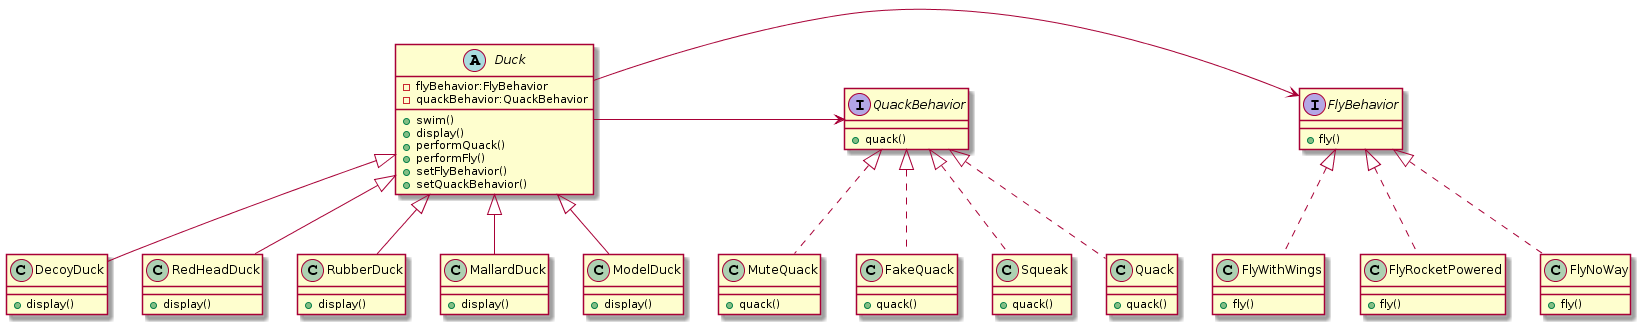 A Duck
flyBehavior:FlyBehavior
quackBehavior:QuackBehavior
swim()
display()
performQuack()
performFly()
setFlyBehavior()
setQuackBehavior()
I QuackBehavior
quack()
I FlyBehavior
fly()
C DecoyDuck
display()
C RedHeadDuck
display()
C RubberDuck
display()
C MallardDuck
display()
C ModelDuck
display()
C MuteQuack
quack()
C FakeQuack
quack()
C Squeak
quack()
C Quack
quack()
C FlyWithWings
fly()
C FlyRocketPowered
fly()
C FlyNoWay
fly()